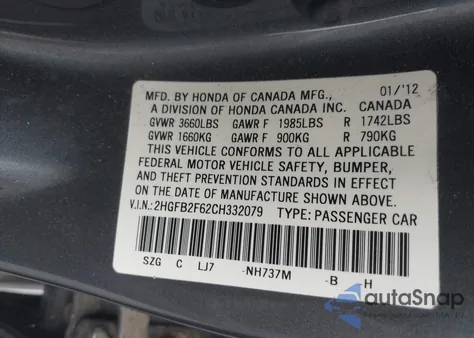 MFD. BY HONDA OF CANADA MFG., 01/'12
A DIVISION OF HONDA CANADA INC. CANADA
GVWR 3660LBS GAWR F 1985LBS R 1742LBS
GVWR 1660KG GAWR F 900KG R 790KG
THIS VEHICLE CONFORMS TO ALL APPLICABLE
FEDERAL MOTOR VEHICLE SAFETY, BUMPER,
AND THEFT PREVENTION STANDARDS IN EFFECT
ON THE DATE OF MANUFACTURE SHOWN ABOVE.
V.I.N.: 2HGFB2F62CH332079 TYPE: PASSENGER CAR
SZG C LJ7 -NH737M -B H
autoSnap